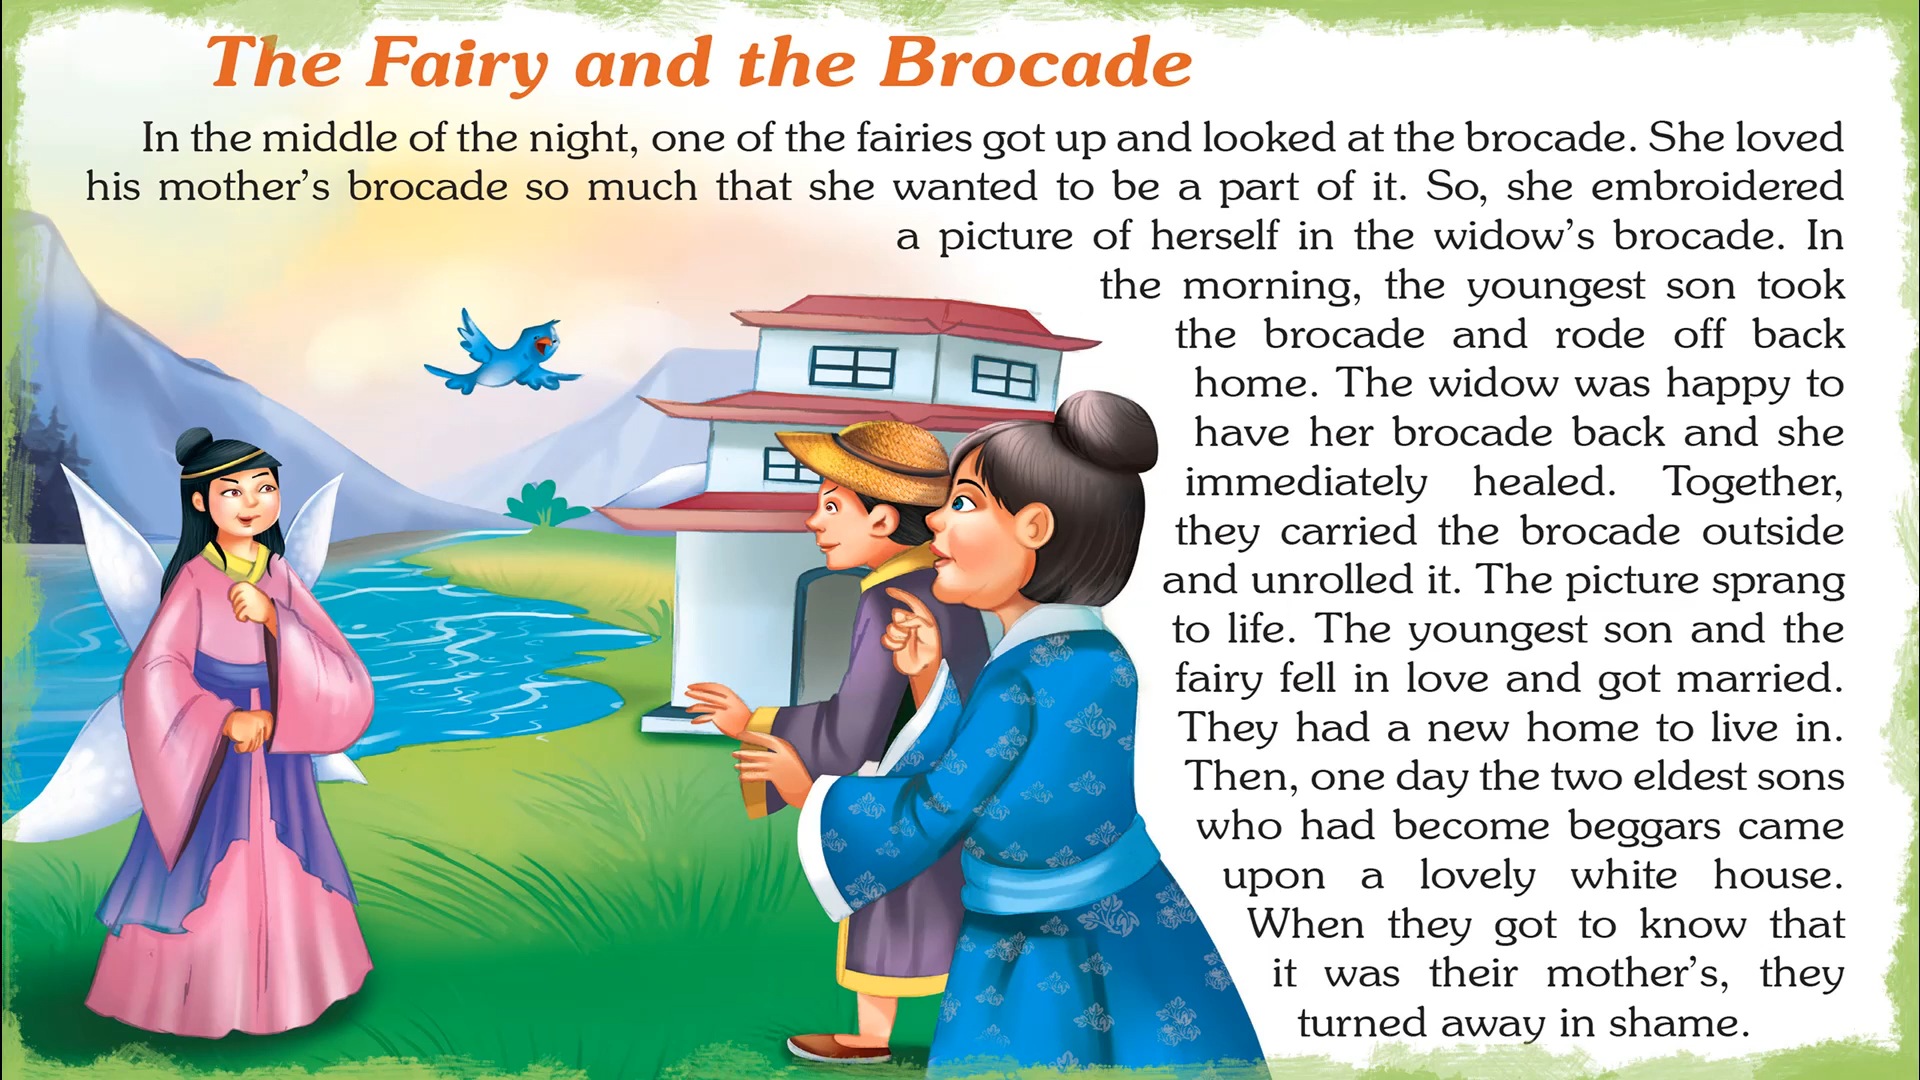 The Fairy and the Brocade
In the middle of the night, one of the fairies got up and looked at the brocade. She loved
his mother's brocade so much that she wanted to be a part of it. So, she embroidered
a picture of herself in the widow's brocade. In
the morning, the youngest son took
the brocade and rode off back
home. The widow was happy to
have her brocade back and she
immediately healed. Together,
they carried the brocade outside
and unrolled it. The picture sprang
to life. The youngest son and the
fairy fell in love and got married.
They had a new home to live in.
Then, one day the two eldest sons
who had become beggars came
upon a lovely white house.
When they got to know that
it was their mother's, they
turned away in shame.